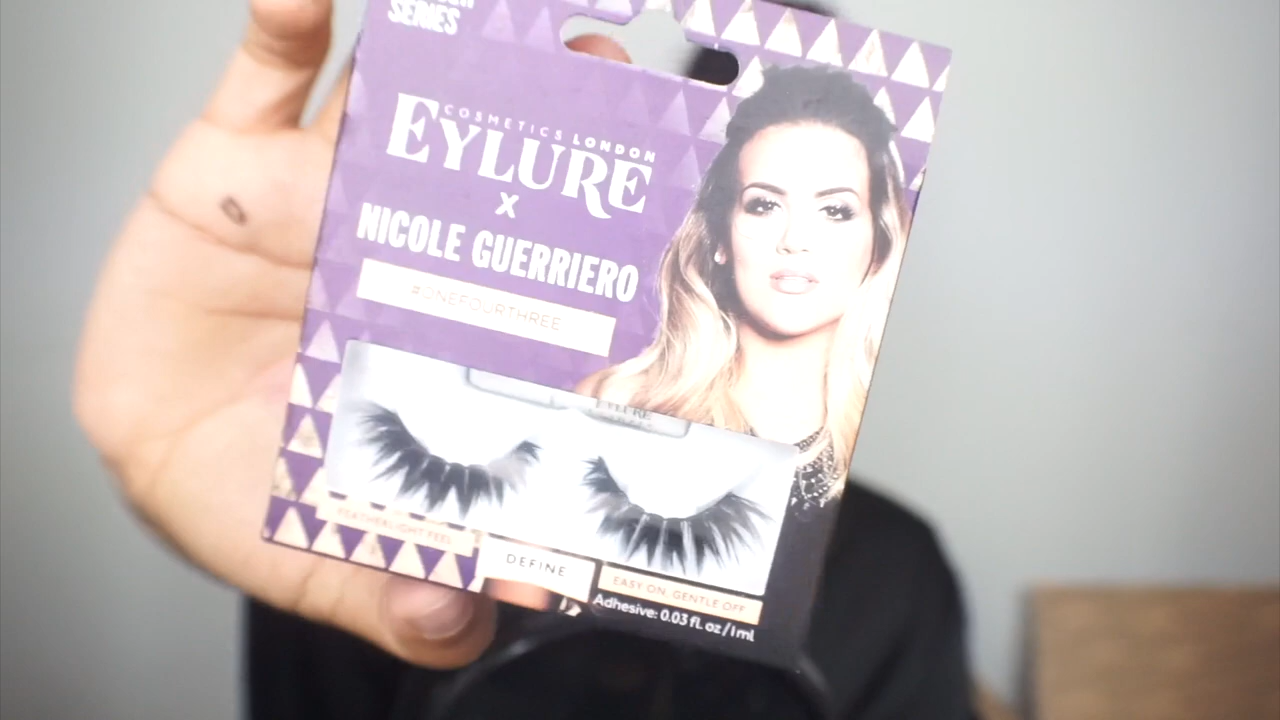 SERIES
COSMETICS LONDON
EYLURE
X
NICOLE GUERRIERO
#ONEFOURTHREE
EYLURE
FEATHERLIGHT FEEL
DEFINE
EASY ON, GENTLE OFF
Adhesive: 0.03 fl. oz/1ml